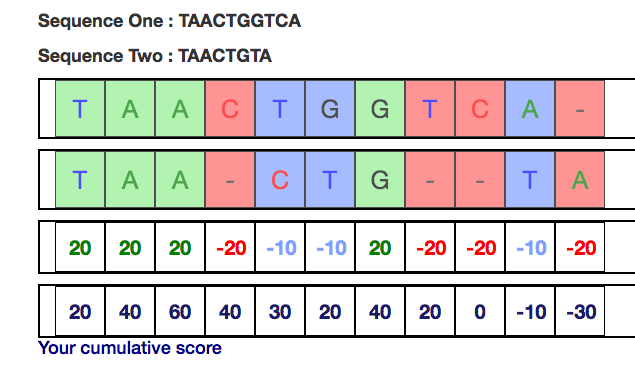 Sequence One : TAACTGGTCA
Sequence Two : TAACTGTA
T A A C T G G T C A -
T A A - C T G - - T A
20 20 20 -20 -10 -10 20 -20 -20 -10 -20
20 40 60 40 30 20 40 20 0 -10 -30
Your cumulative score